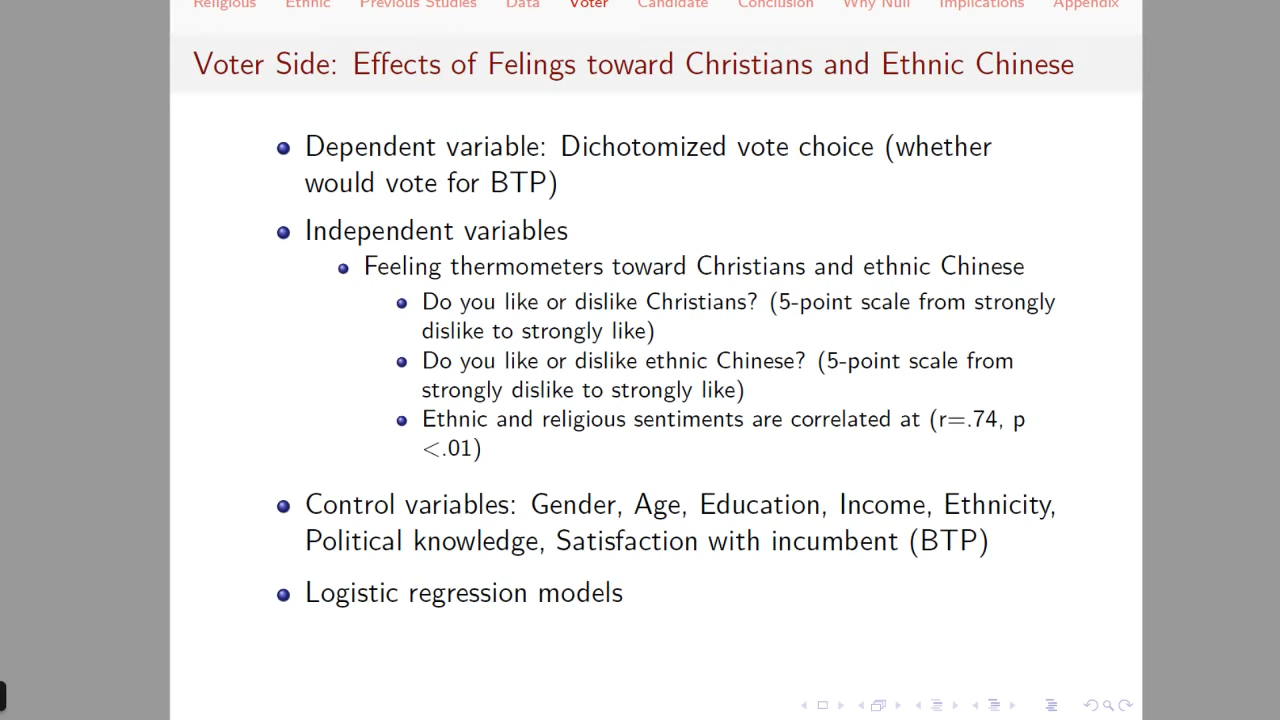 Religious Ethnic Previous Studies Data Voter Candidate Conclusion Why Null Implications Appendix
Voter Side: Effects of Felings toward Christians and Ethnic Chinese
Dependent variable: Dichotomized vote choice (whether
would vote for BTP)
Independent variables
Feeling thermometers toward Christians and ethnic Chinese
Do you like or dislike Christians? (5-point scale from strongly
dislike to strongly like)
Do you like or dislike ethnic Chinese? (5-point scale from
strongly dislike to strongly like)
Ethnic and religious sentiments are correlated at (r=.74, p
<.01)
Control variables: Gender, Age, Education, Income, Ethnicity,
Political knowledge, Satisfaction with incumbent (BTP)
Logistic regression models